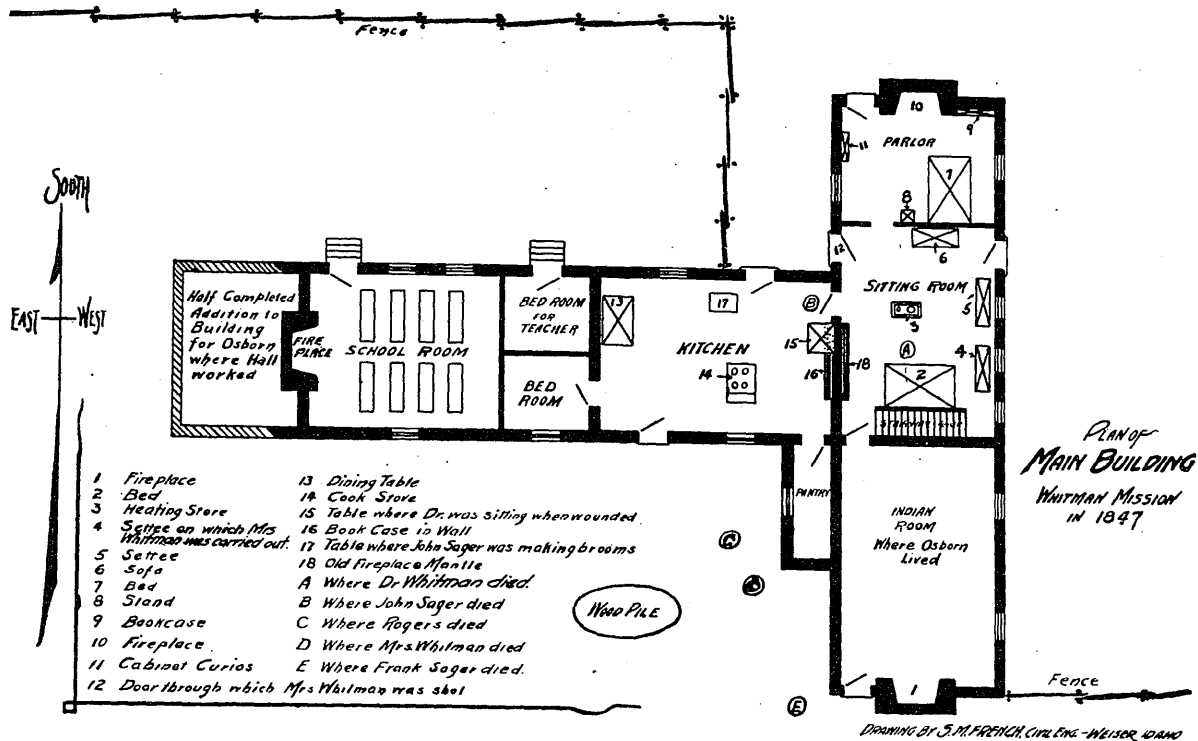 Fence
SOUTH
EAST
WEST
10
9
11
PARLOR
7
8
12
6
SITTING ROOM
5
3
4
A
2
STAIRWAY
18
Half Completed
Addition to
Building
for Osborn
where Hall
worked
FIRE
PLACE
SCHOOL ROOM
BED ROOM
FOR
TEACHER
BED
ROOM
13
17
B
15
KITCHEN
14
16
PANTRY
INDIAN
ROOM
Where Osborn
Lived
C
D
E
1
WOOD PILE
Fence
PLAN OF
MAIN BUILDING
WHITMAN MISSION
IN 1847
1 Fireplace
2 Bed
3 Heating Stove
4 Settee on which Mrs
Whitman was carried out.
5 Settee
6 Sofa
7 Bed
8 Stand
9 Bookcase
10 Fireplace
11 Cabinet Curios
12 Door through which Mrs Whitman was shot
13 Dining Table
14 Cook Stove
15 Table where Dr. was sitting when wounded
16 Book Case in Wall
17 Table where John Sager was making brooms
18 Old Fireplace Mantle
A Where Dr Whitman died.
B Where John Sager died
C Where Rogers died
D Where Mrs. Whitman died
E Where Frank Sager died.
DRAWING BY S.M. FRENCH, CIVIL ENG - WEISER IDAHO